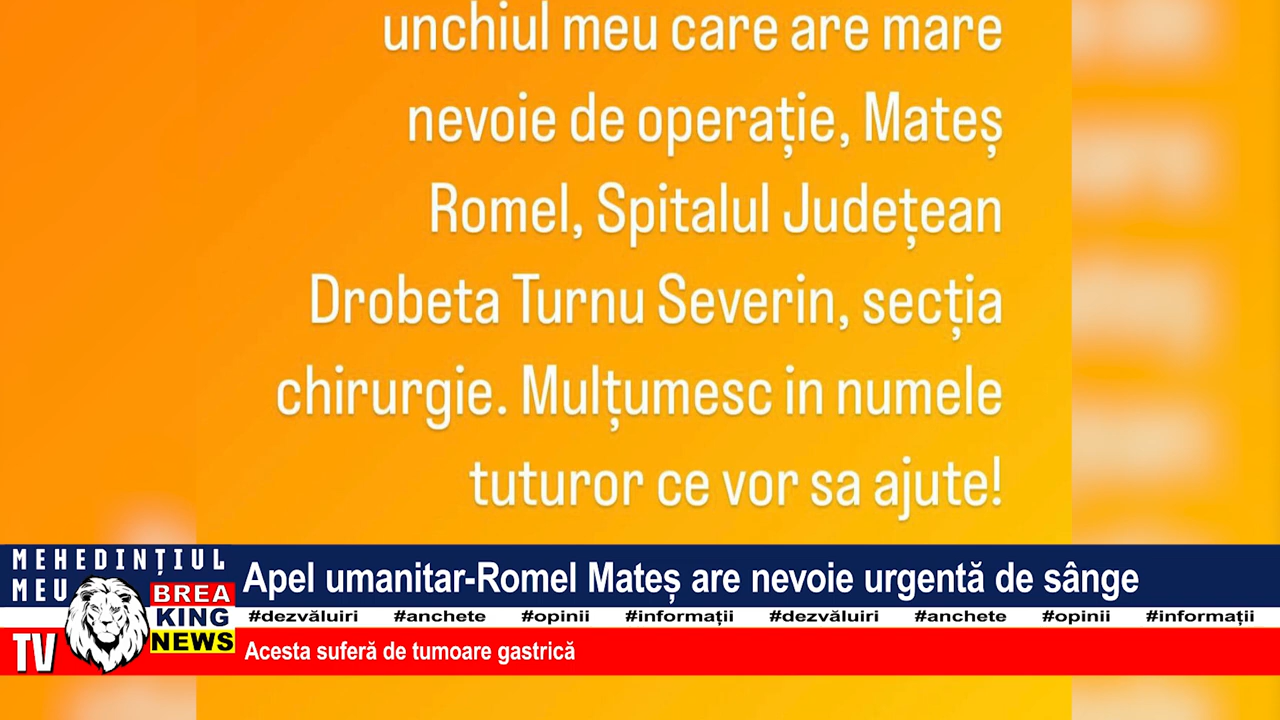 unchiul meu care are mare
nevoie de operație, Mateș
Romel, Spitalul Județean
Drobeta Turnu Severin, secția
chirurgie. Mulțumesc in numele
tuturor ce vor sa ajute!
MEHEDINȚIUL
MEU
BREA
KING
NEWS
TV
Apel umanitar-Romel Mateș are nevoie urgentă de sânge
#dezvăluiri #anchete #opinii #informații #dezvăluiri #anchete #opinii #informații
Acesta suferă de tumoare gastrică